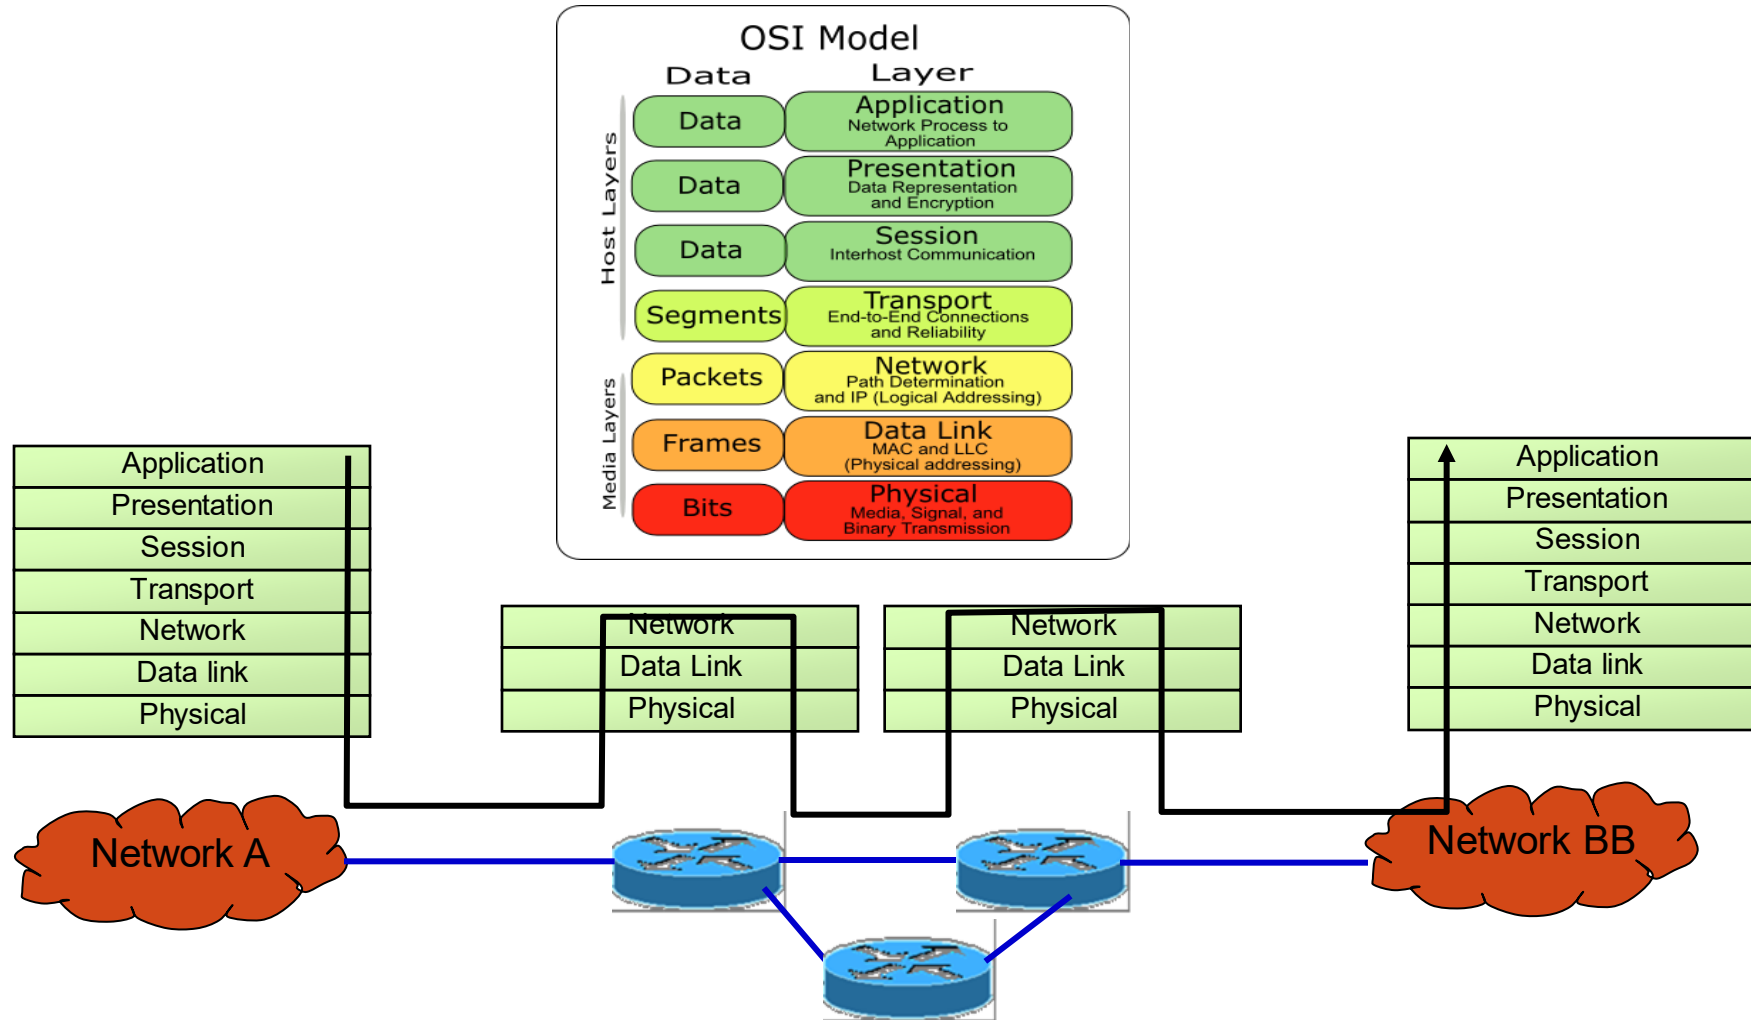 OSI Model
Data Layer
Host Layers
Data
Application
Network Process to
Application
Data
Presentation
Data Representation
and Encryption
Data
Session
Interhost Communication
Segments
Transport
End-to-End Connections
and Reliability
Media Layers
Packets
Network
Path Determination
and IP (Logical Addressing)
Frames
Data Link
MAC and LLC
(Physical addressing)
Bits
Physical
Media, Signal, and
Binary Transmission
Application
Presentation
Session
Transport
Network
Data link
Physical
Network
Data Link
Physical
Network
Data Link
Physical
Application
Presentation
Session
Transport
Network
Data link
Physical
Network A
Network BB